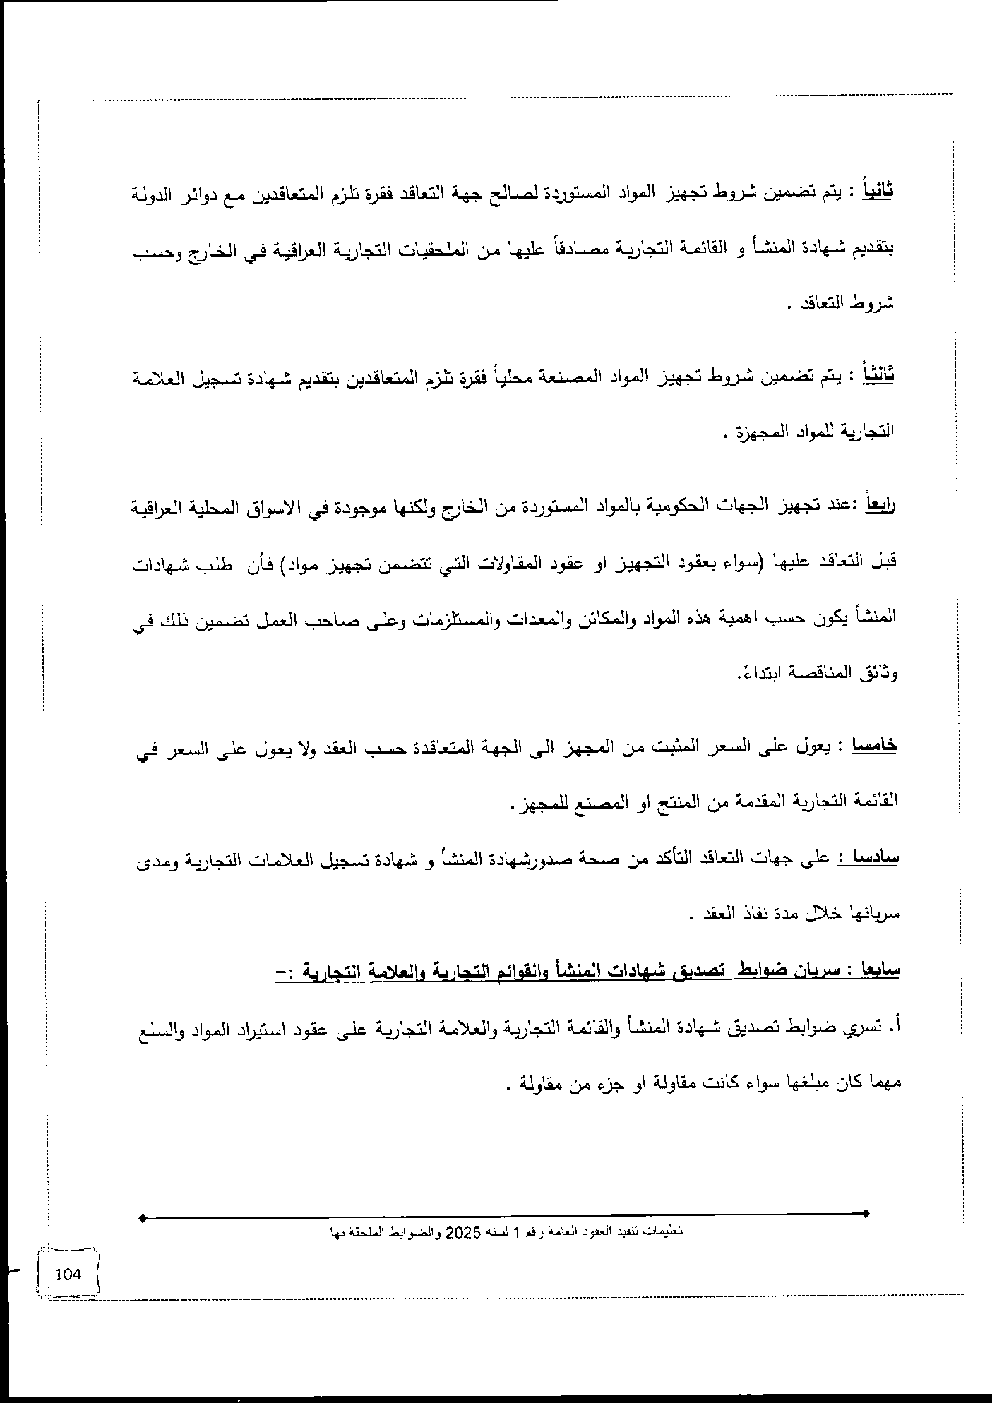 ثانياً : يتم تضمين شروط تجهيز المواد المستوردة لصالح جهة التعاقد فقرة تلزم المتعاقدين مع دوائر الدولة
بتقديم شهادة المنشأ و القائمة التجارية مصادقاً عليها من الملحقيات التجارية العراقية في الخارج وحسب
شروط التعاقد .
ثالثاً : يتم تضمين شروط تجهيز المواد المصنعة محلياً فقرة تلزم المتعاقدين بتقديم شهادة تسجيل العلامة
التجارية للمواد المجهزة .
رابعاً :عند تجهيز الجهات الحكومية بالمواد المستوردة من الخارج ولكنها موجودة في الاسواق المحلية العراقية
قبل التعاقد عليها (سواء بعقود التجهيز او عقود المقاولات التي تتضمن تجهيز مواد) فأن طلب شهادات
المنشأ يكون حسب اهمية هذه المواد والمكائن والمعدات والمستلزمات وعلى صاحب العمل تضمين ذلك في
وثائق المناقصة ابتداءً.
خامسا : يعول على السعر المثبت من المجهز الى الجهة المتعاقدة حسب العقد ولا يعول على السعر في
القائمة التجارية المقدمة من المنتج او المصنع للمجهز.
سادسا : على جهات التعاقد التأكد من صحة صدورشهادة المنشأ و شهادة تسجيل العلامات التجارية ومدى
سريانها خلال مدة نفاذ العقد .
سابعا : سريان ضوابط تصديق شهادات المنشأ والقوائم التجارية والعلامة التجارية :-
أ. تسري ضوابط تصديق شهادة المنشأ والقائمة التجارية والعلامة التجارية على عقود استيراد المواد والسلع
مهما كان مبلغها سواء كانت مقاولة او جزء من مقاولة .
تعليمات تنفيذ العقود العامة رقم 1 لسنة 2025 والضوابط الملحقة بها
104